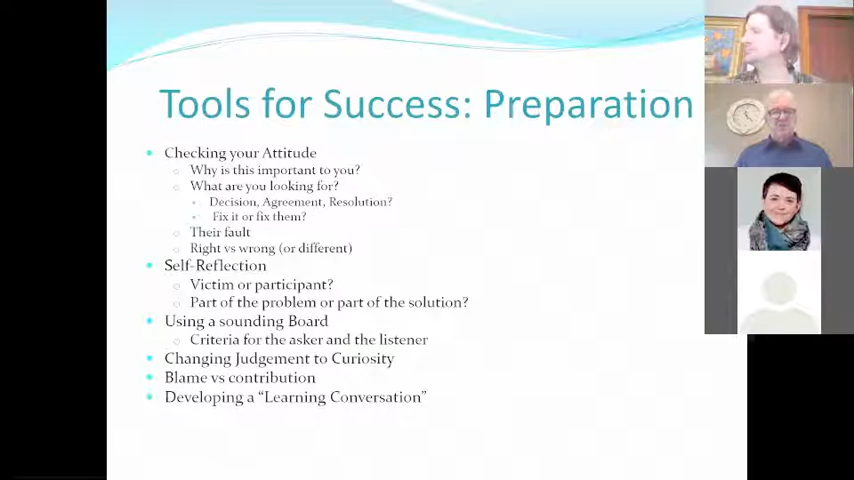 Tools for Success: Preparation
Checking your Attitude
Why is this important to you?
What are you looking for?
Decision, Agreement, Resolution?
Fix it or fix them?
Their fault
Right vs wrong (or different)
Self-Reflection
Victim or participant?
Part of the problem or part of the solution?
Using a sounding Board
Criteria for the asker and the listener
Changing Judgement to Curiosity
Blame vs contribution
Developing a “Learning Conversation”